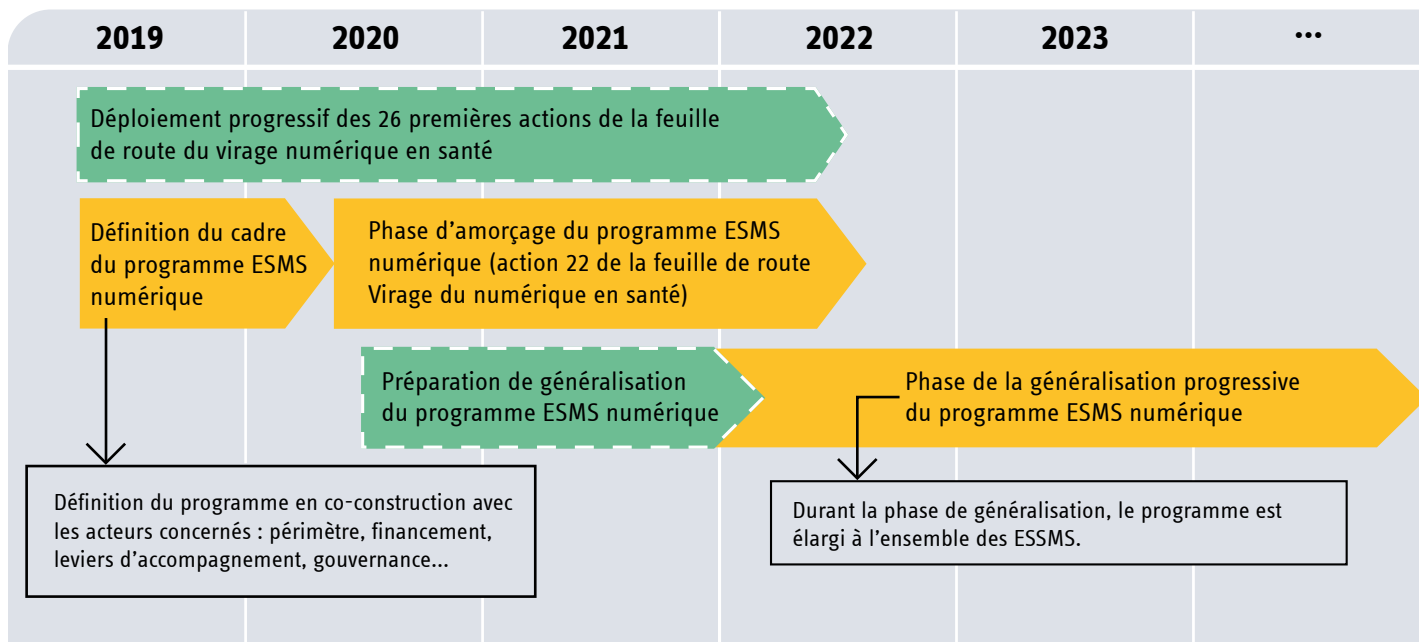 2019 2020 2021 2022 2023 ...
Déploiement progressif des 26 premières actions de la feuille
de route du virage numérique en santé
Définition du cadre
du programme ESMS
numérique
Phase d’amorçage du programme ESMS
numérique (action 22 de la feuille de route
Virage du numérique en santé)
Préparation de généralisation
du programme ESMS numérique
Phase de la généralisation progressive
du programme ESMS numérique
Définition du programme en co-construction avec
les acteurs concernés : périmètre, financement,
leviers d’accompagnement, gouvernance...
Durant la phase de généralisation, le programme est
élargi à l’ensemble des ESSMS.